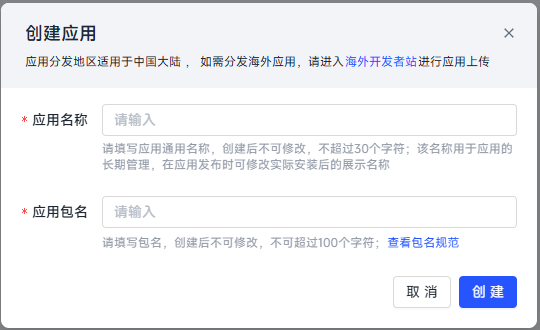 创建应用
应用分发地区适用于中国大陆 ， 如需分发海外应用，请进入海外开发者站进行应用上传
* 应用名称
请输入
请填写应用通用名称，创建后不可修改，不超过30个字符；该名称用于应用的
长期管理，在应用发布时可修改实际安装后的展示名称
* 应用包名
请输入
请填写包名，创建后不可修改，不可超过100个字符；查看包名规范
取 消
创 建